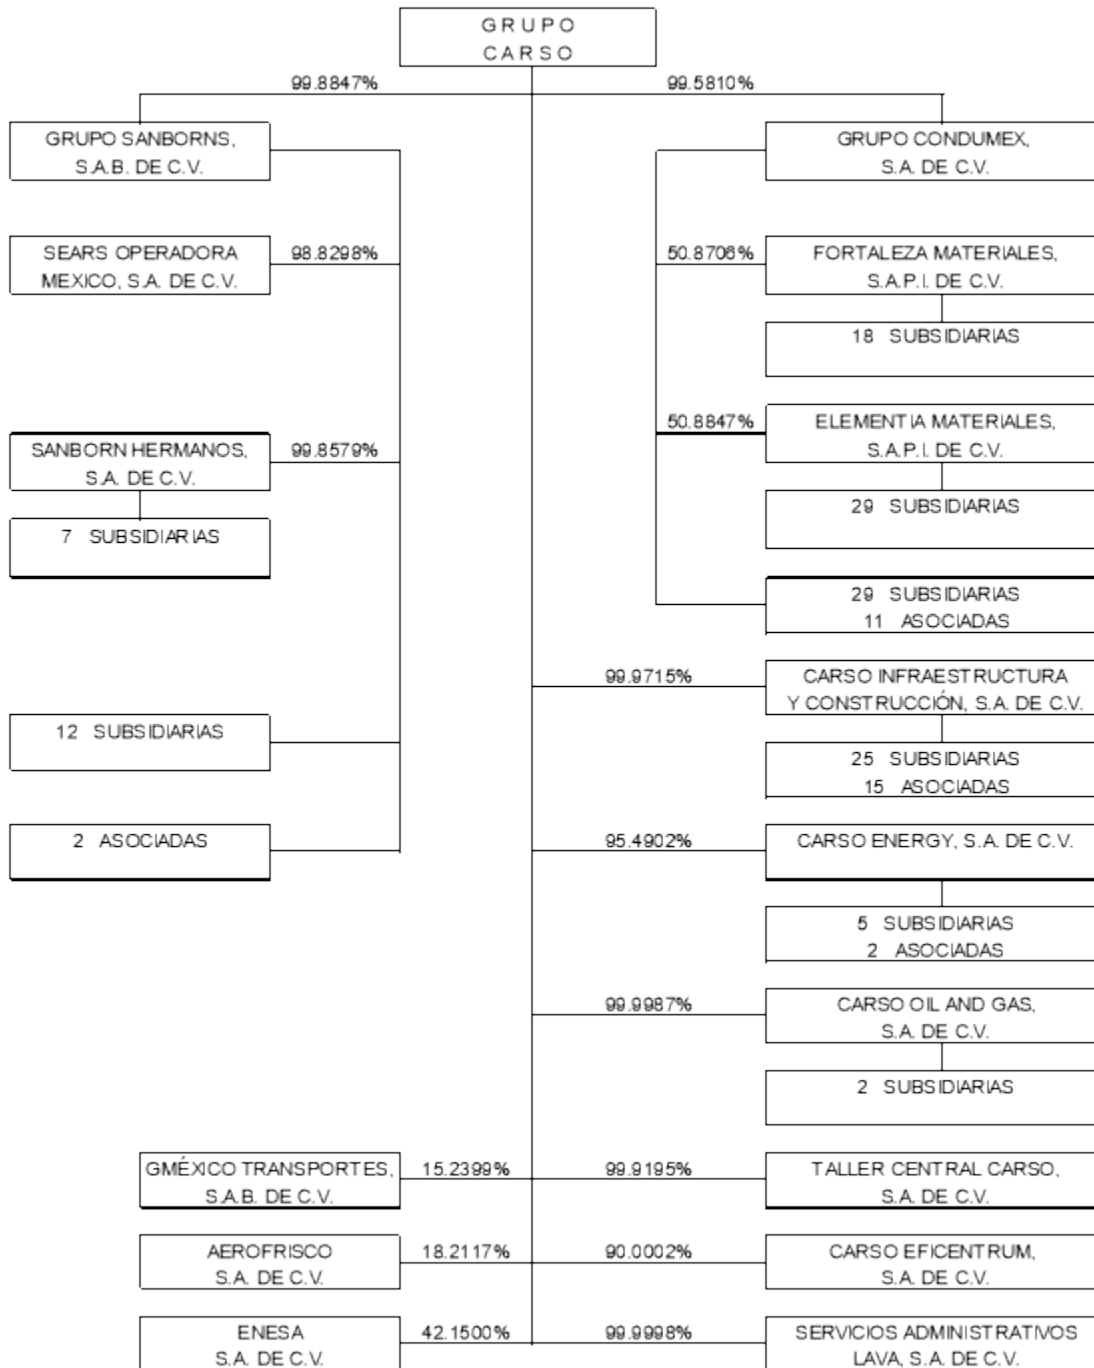 GRUPO
CARSO
99.8847%
99.5810%
GRUPO SANBORNS,
S.A.B. DE C.V.
GRUPO CONDUMEX,
S.A. DE C.V.
SEARS OPERADORA
MEXICO, S.A. DE C.V.
98.8298%
50.8706%
FORTALEZA MATERIALES,
S.A.P.I. DE C.V.
18 SUBSIDIARIAS
SANBORN HERMANOS,
S.A. DE C.V.
99.8579%
50.8847%
ELEMENTIA MATERIALES,
S.A.P.I. DE C.V.
7 SUBSIDIARIAS
29 SUBSIDIARIAS
29 SUBSIDIARIAS
11 ASOCIADAS
99.9715%
CARSO INFRAESTRUCTURA
Y CONSTRUCCIÓN, S.A. DE C.V.
12 SUBSIDIARIAS
25 SUBSIDIARIAS
15 ASOCIADAS
2 ASOCIADAS
95.4902%
CARSO ENERGY, S.A. DE C.V.
5 SUBSIDIARIAS
2 ASOCIADAS
99.9987%
CARSO OIL AND GAS,
S.A. DE C.V.
2 SUBSIDIARIAS
GMÉXICO TRANSPORTES,
S.A.B. DE C.V.
15.2399%
99.9195%
TALLER CENTRAL CARSO,
S.A. DE C.V.
AEROFRISCO
S.A. DE C.V.
18.2117%
90.0002%
CARSO EFICENTRUM,
S.A. DE C.V.
ENESA
S.A. DE C.V.
42.1500%
99.9998%
SERVICIOS ADMINISTRATIVOS
LAVA, S.A. DE C.V.